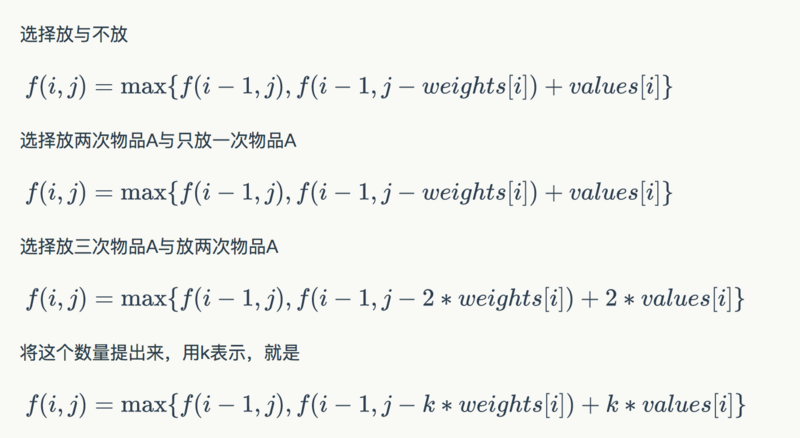 选择放与不放
f(i, j) = max{f(i − 1, j), f(i − 1, j − weights[i]) + values[i]}
选择放两次物品A与只放一次物品A
f(i, j) = max{f(i − 1, j), f(i − 1, j − weights[i]) + values[i]}
选择放三次物品A与放两次物品A
f(i, j) = max{f(i − 1, j), f(i − 1, j − 2 ∗ weights[i]) + 2 ∗ values[i]}
将这个数量提出来，用k表示，就是
f(i, j) = max{f(i − 1, j), f(i − 1, j − k ∗ weights[i]) + k ∗ values[i]}